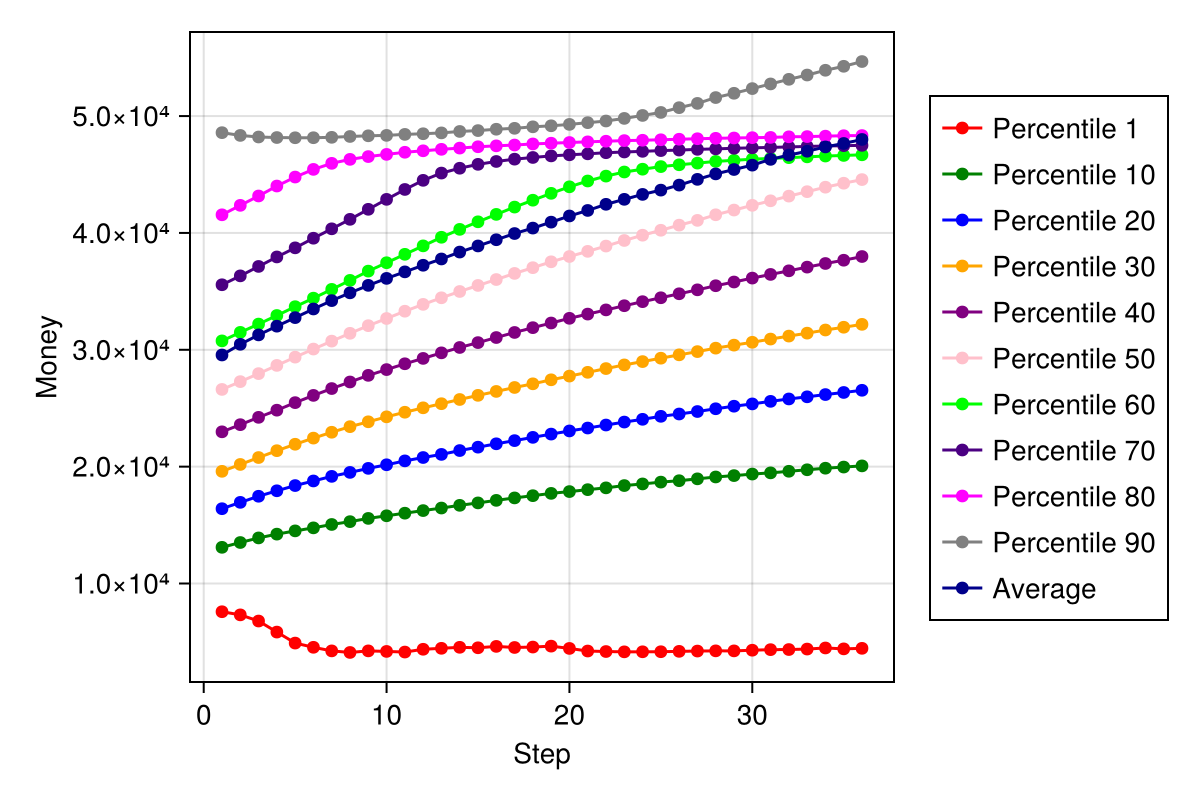 5.0×10⁴
4.0×10⁴
3.0×10⁴
2.0×10⁴
1.0×10⁴
Money
0 10 20 30
Step
Percentile 1
Percentile 10
Percentile 20
Percentile 30
Percentile 40
Percentile 50
Percentile 60
Percentile 70
Percentile 80
Percentile 90
Average